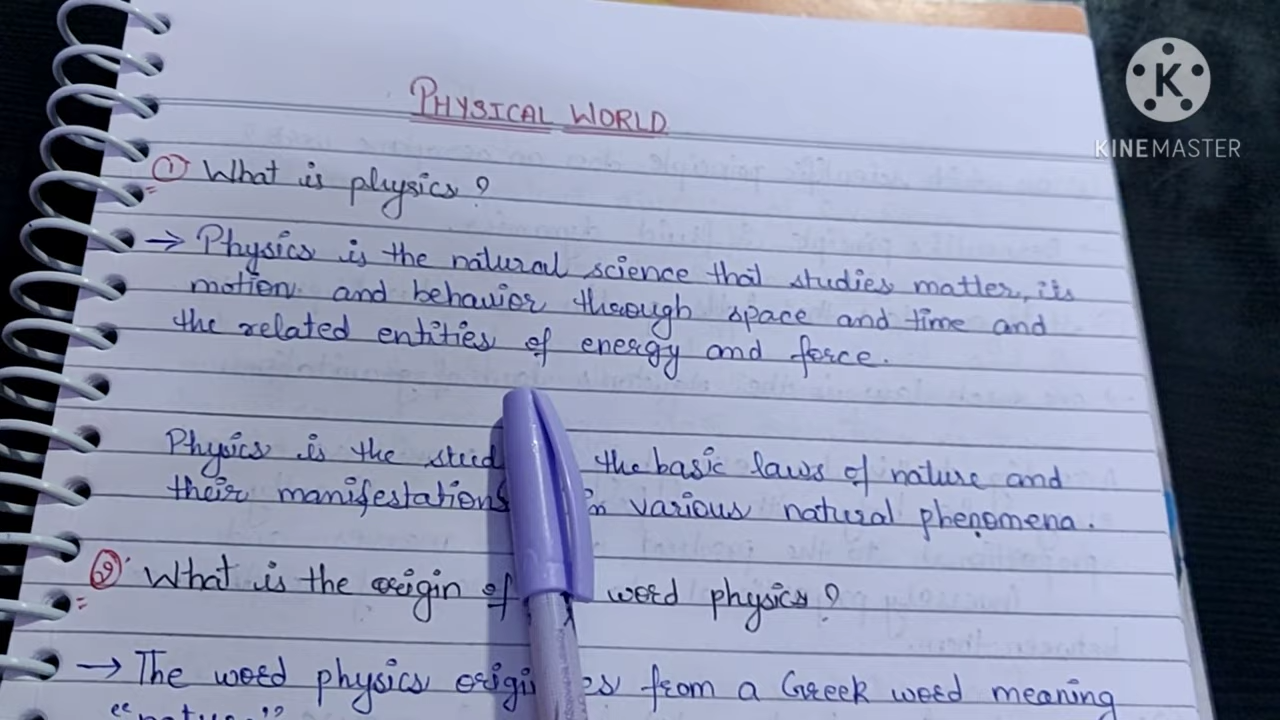 PHYSICAL WORLD
K
KINEMASTER
① What is physics?
→ Physics is the natural science that studies matter, its
motion and behavior through space and time and
the related entities of energy and force.
Physics is the the basic laws of nature and
their manifestations in various natural phenomena.
② What is the origin of word physics?
→ The word physics from a Greek word meaning
"nature"